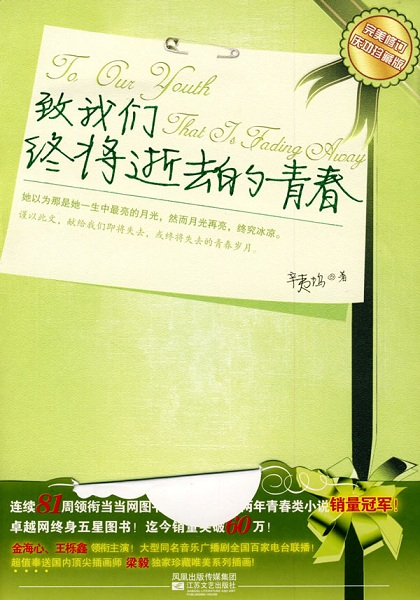 完美修订
庆功珍藏版
To Our Youth
致我们
That Is Fading Away
终将逝去的青春
她以为那是她一生中最亮的月光，然而月光再亮，终究冰凉。
谨以此文，献给我们即将失去，或终将失去的青春岁月。
辛夷坞 著
连续81周领衔当当网图 两年青春类小说销量冠军！
卓越网终身五星图书！迄今销量突破60万！
金海心、王栎鑫 领衔主演！大型同名音乐广播剧全国百家电台联播！
超值奉送国内顶尖插画师 梁毅 独家珍藏唯美系列插画！
凤凰出版传媒集团
江苏文艺出版社